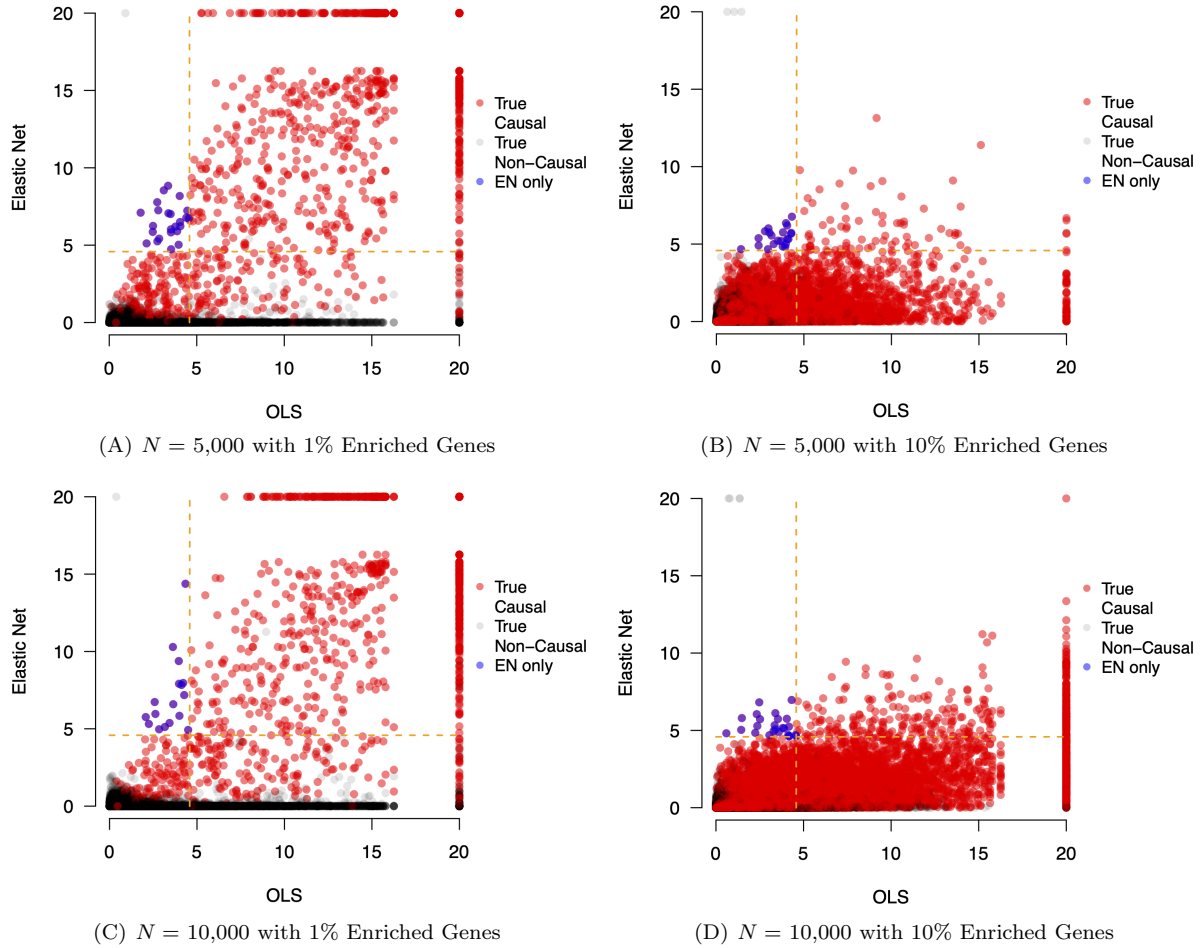 20
15
10
5
0
Elastic Net
0 5 10 15 20
OLS
True
Causal
True
Non-Causal
EN only
(A) N = 5,000 with 1% Enriched Genes
20
15
10
5
0
Elastic Net
0 5 10 15 20
OLS
True
Causal
True
Non-Causal
EN only
(B) N = 5,000 with 10% Enriched Genes
20
15
10
5
0
Elastic Net
0 5 10 15 20
OLS
True
Causal
True
Non-Causal
EN only
(C) N = 10,000 with 1% Enriched Genes
20
15
10
5
0
Elastic Net
0 5 10 15 20
OLS
True
Causal
True
Non-Causal
EN only
(D) N = 10,000 with 10% Enriched Genes